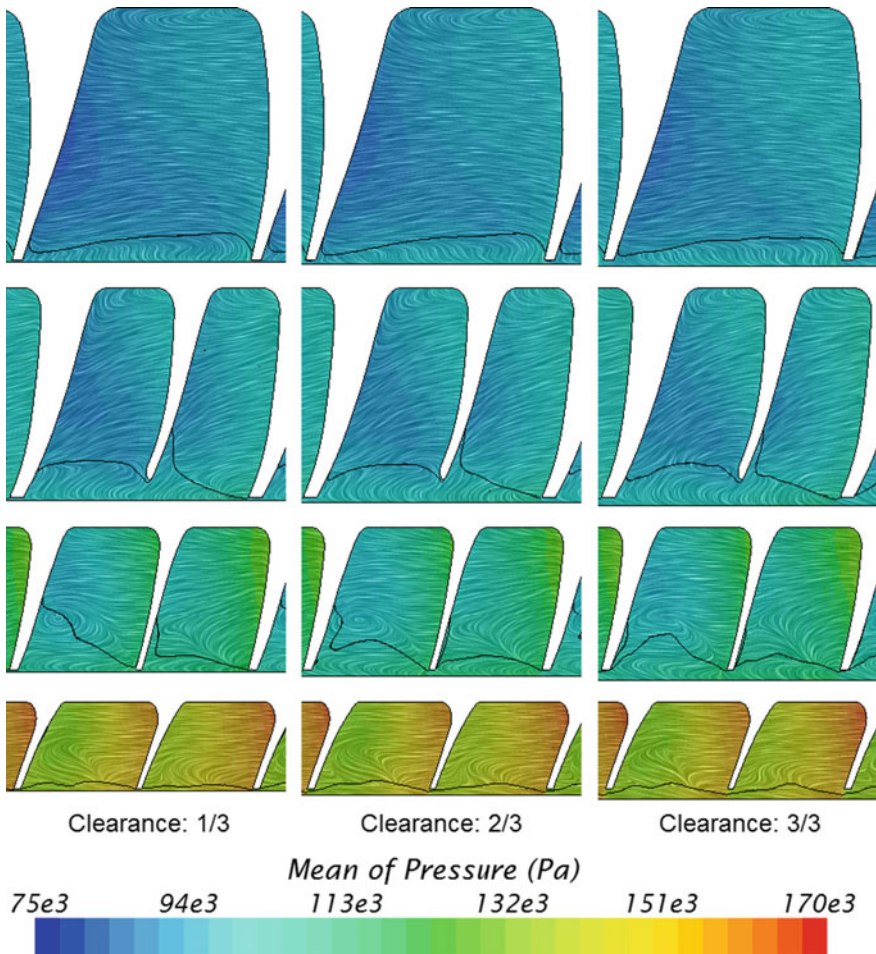 Clearance: 1/3 Clearance: 2/3 Clearance: 3/3
Mean of Pressure (Pa)
75e3 94e3 113e3 132e3 151e3 170e3